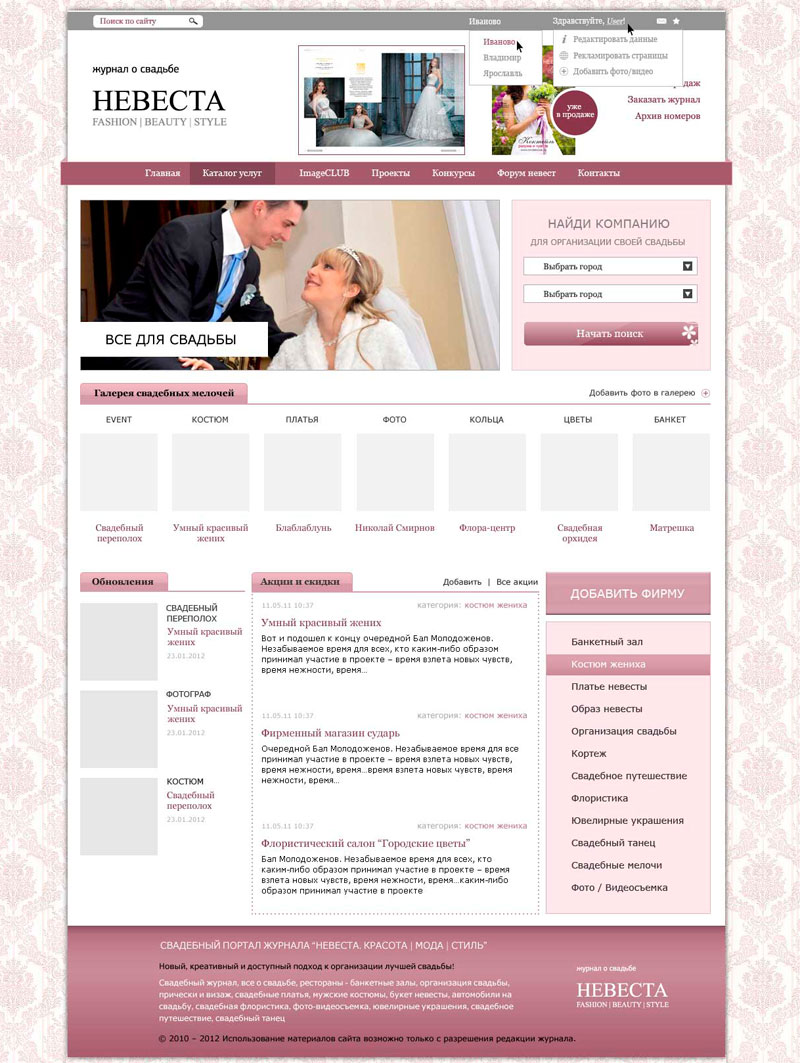 Поиск по сайту
Иваново
Здравствуйте, User!
Иваново
Владимир
Ярославль
Редактировать данные
Рекламировать страницы
Добавить фото/видео
журнал о свадьбе
НЕВЕСТА
FASHION | BEAUTY | STYLE
Коктейль
уже
в продаже
Заказать журнал
Архив номеров
Главная
Каталог услуг
ImageCLUB
Проекты
Конкурсы
Форум невест
Контакты
ВСЕ ДЛЯ СВАДЬБЫ
НАЙДИ КОМПАНИЮ
ДЛЯ ОРГАНИЗАЦИИ СВОЕЙ СВАДЬБЫ
Выбрать город
Выбрать город
Начать поиск
Галерея свадебных мелочей
Добавить фото в галерею
EVENT
КОСТЮМ
ПЛАТЬЯ
ФОТО
КОЛЬЦА
ЦВЕТЫ
БАНКЕТ
Свадебный
переполох
Умный красивый
жених
Баблаблунь
Николай Смирнов
Флора-центр
Свадебная
орхидея
Матрешка
Обновления
СВАДЕБНЫЙ
ПЕРЕПОЛОХ
Умный красивый
жених
23.01.2012
ФОТОГРАФ
Умный красивый
жених
23.01.2012
КОСТЮМ
Свадебный
переполох
23.01.2012
Акции и скидки
Добавить | Все акции
11.05.11 10:37
категория: костюм жениха
Умный красивый жених
Вот и подошел к концу очередной Бал Молодоженов.
Незабываемое время для всех, кто каким-либо образом
принимал участие в проекте – время взлета новых чувств,
время нежности, время...
11.05.11 10:37
категория: костюм жениха
Фирменный магазин сударь
Очередной Бал Молодоженов. Незабываемое время для все
принимал участие в проекте – время взлета новых чувств,
время нежности, время...время взлета новых чувств, время
нежности, время...
11.05.11 10:37
категория: костюм жениха
Флористический салон “Городские цветы”
Бал Молодоженов. Незабываемое время для всех, кто
каким-либо образом принимал участие в проекте – время
взлета новых чувств, время нежности, время...каким-либо
образом принимал участие в проекте
ДОБАВИТЬ ФИРМУ
Банкетный зал
Костюм жениха
Платье невесты
Образ невесты
Организация свадьбы
Кортеж
Свадебное путешествие
Флористика
Ювелирные украшения
Свадебный танец
Свадебные мелочи
Фото / Видеосъемка
СВАДЕБНЫЙ ПОРТАЛ ЖУРНАЛА “НЕВЕСТА. КРАСОТА | МОДА | СТИЛЬ”
Новый, креативный и доступный подход к организации лучшей свадьбы!
Свадебный журнал, все о свадьбе, рестораны - банкетные залы, организация свадьбы,
прически и визаж, свадебные платья, мужские костюмы, букет невесты, автомобили на
свадьбу, свадебная флористика, фото-видеосъемка, ювелирные украшения, свадебное
путешествие, свадебный танец
© 2010 – 2012 Использование материалов сайта возможно только с разрешения редакции журнала.
журнал о свадьбе
НЕВЕСТА
FASHION | BEAUTY | STYLE